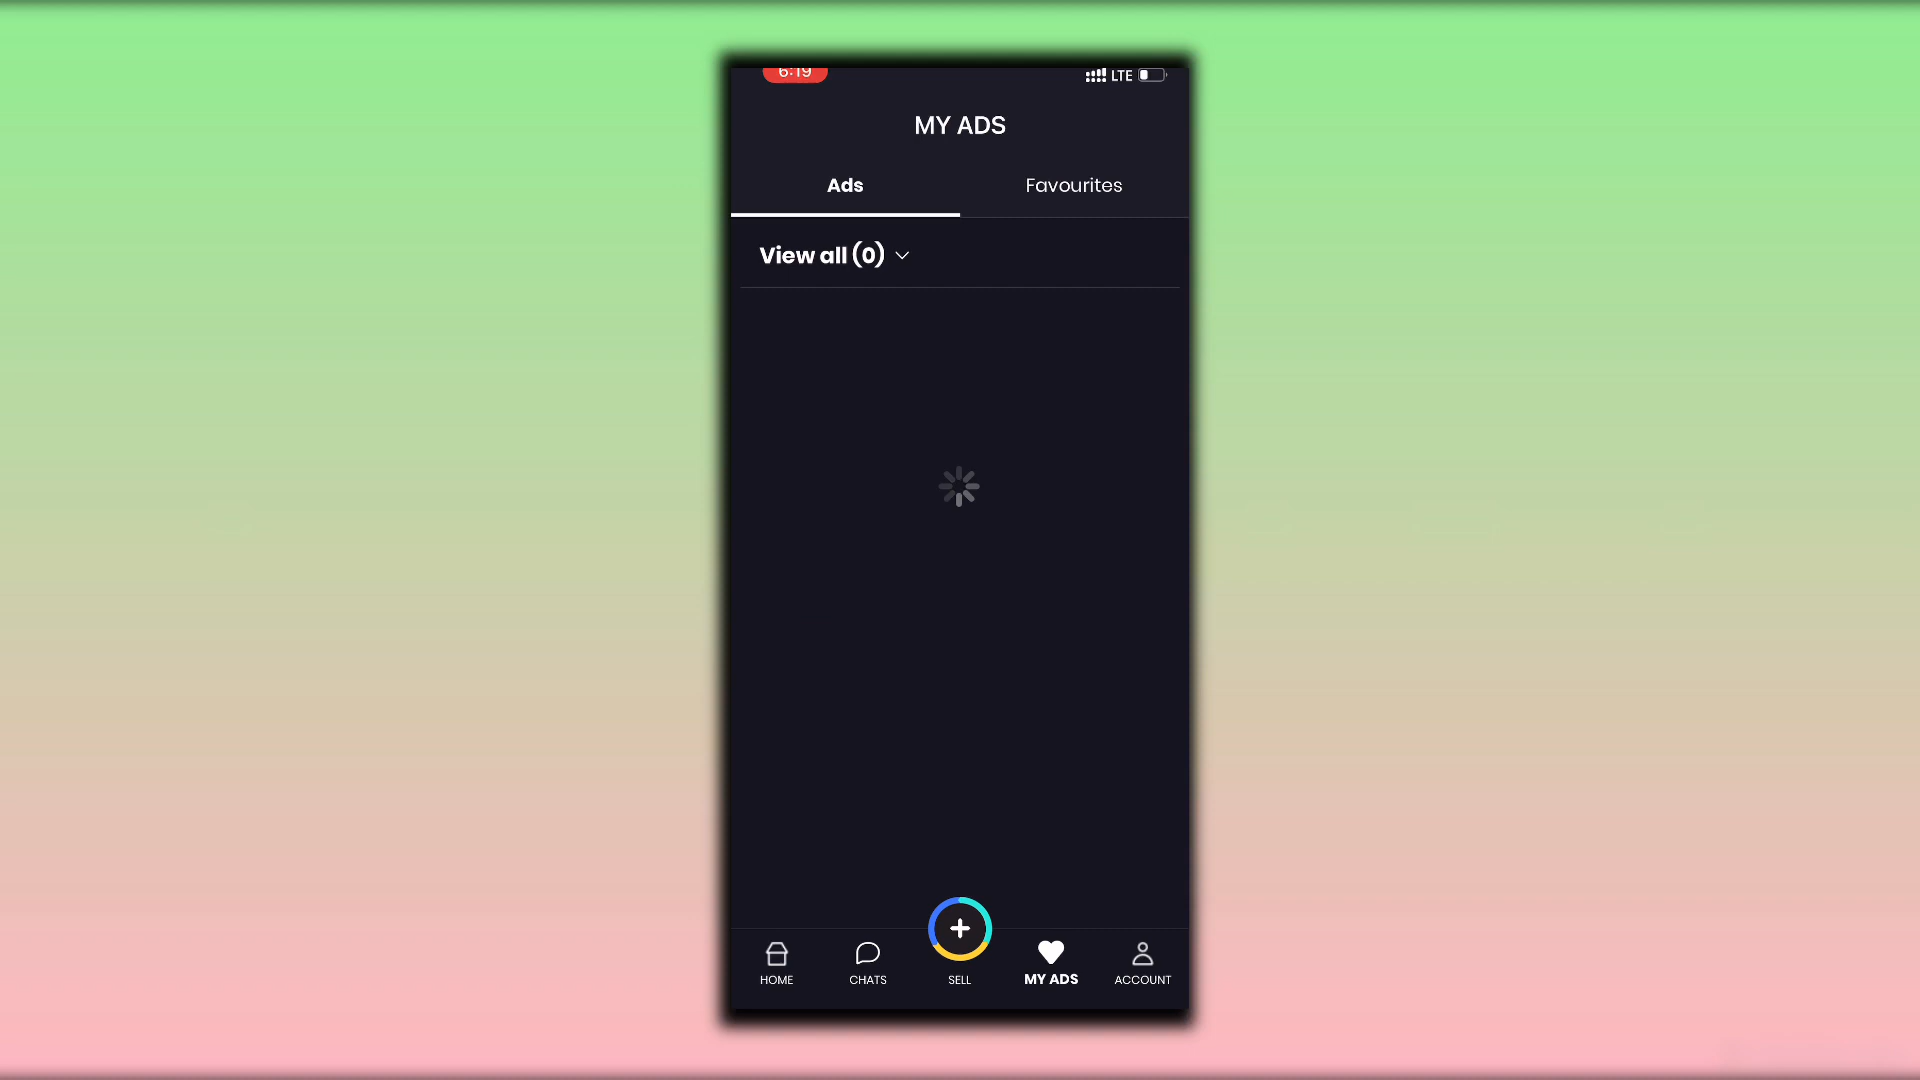 6:19 LTE
MY ADS
Ads Favourites
View all (0)
HOME CHATS SELL MY ADS ACCOUNT